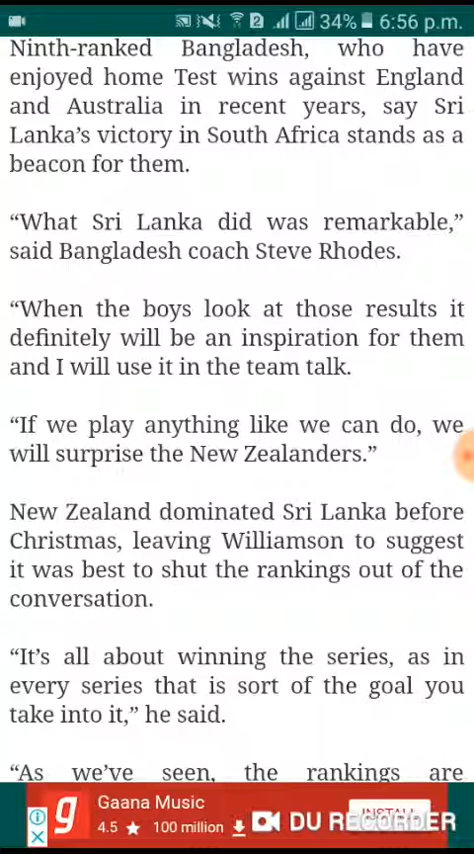 34% 6:56 p.m.
Ninth-ranked Bangladesh, who have
enjoyed home Test wins against England
and Australia in recent years, say Sri
Lanka’s victory in South Africa stands as a
beacon for them.
“What Sri Lanka did was remarkable,”
said Bangladesh coach Steve Rhodes.
“When the boys look at those results it
definitely will be an inspiration for them
and I will use it in the team talk.
“If we play anything like we can do, we
will surprise the New Zealanders.”
New Zealand dominated Sri Lanka before
Christmas, leaving Williamson to suggest
it was best to shut the rankings out of the
conversation.
“It’s all about winning the series, as in
every series that is sort of the goal you
take into it,” he said.
“As we’ve seen, the rankings are
Gaana Music
4.5 ★ 100 million
INSTALL
DU RECORDER